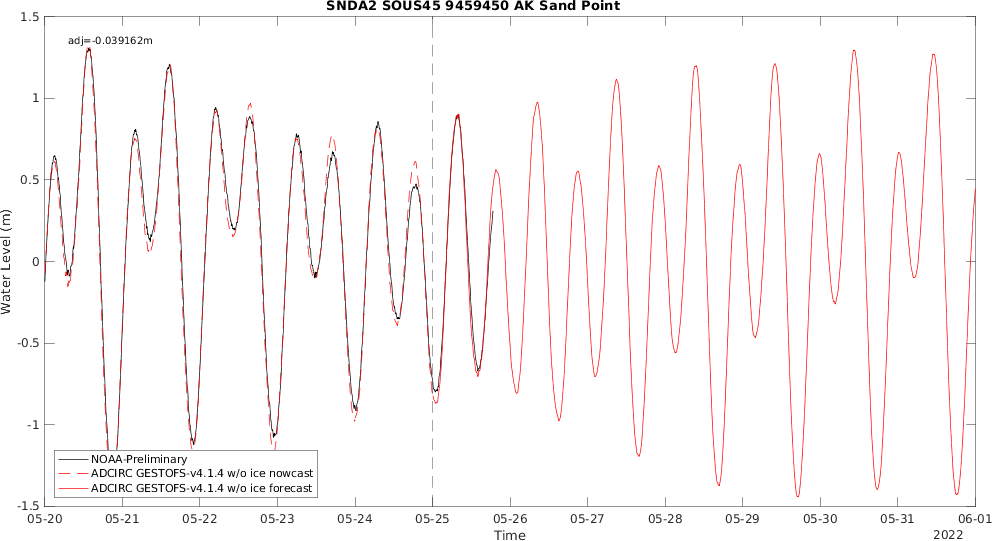 SNDA2 SOUS45 9459450 AK Sand Point
adj=-0.039162m
1.5
1
0.5
0
-0.5
-1
-1.5
Water Level (m)
NOAA-Preliminary
ADCIRC GESTOFS-v4.1.4 w/o ice nowcast
ADCIRC GESTOFS-v4.1.4 w/o ice forecast
05-20 05-21 05-22 05-23 05-24 05-25 05-26 05-27 05-28 05-29 05-30 05-31 06-01
Time
2022